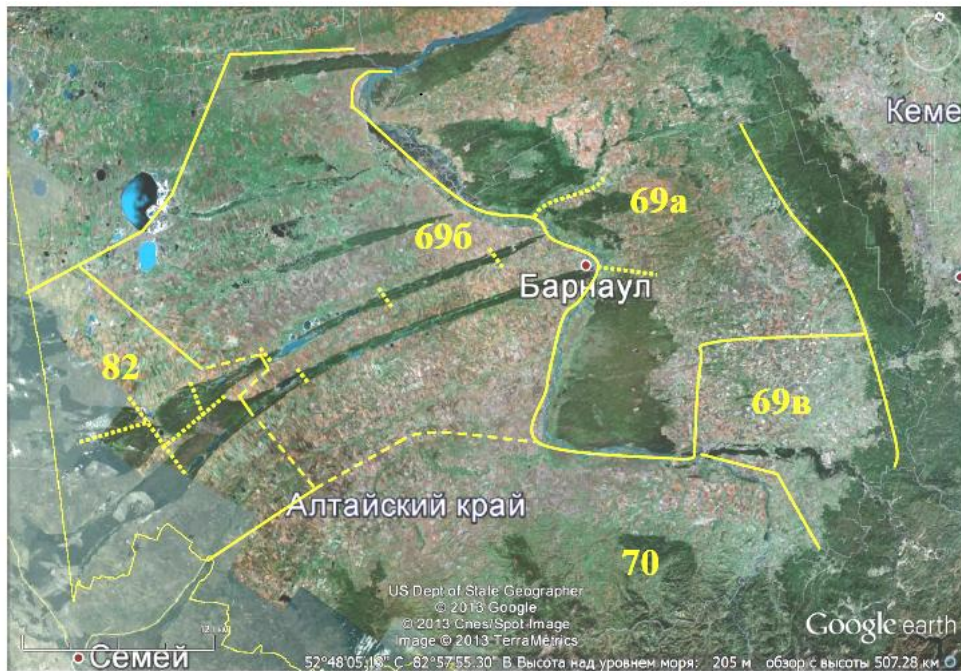 Кеме
69а
69б
Барнаул
82
69в
Алтайский край
70
US Dept of State Geographer
© 2013 Google
© 2013 Cnes/Spot Image
Image © 2013 TerraMetrics
Google earth
Семей
52°48'05.19" С 82°57'55.30" В Высота над уровнем моря: 205 м обзор с высоты 507.28 км